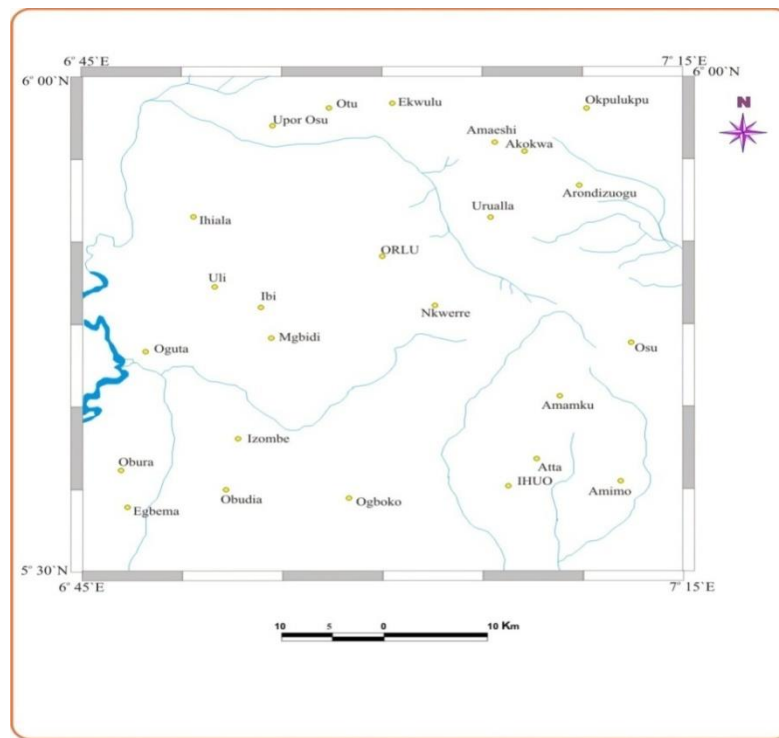 6° 45`E
7° 15`E
6° 00`N
6° 00`N
N
Otu
Ekwulu
Okpulukpu
Upor Osu
Amaeshi
Akokwa
Arondizuogu
Urualla
Ihiala
ORLU
Uli
Ibi
Nkwerre
Mgbidi
Oguta
Osu
Amamku
Izombe
Obura
Atta
IHUO
Amimo
Obudia
Ogboko
Egbema
5° 30`N
6° 45`E
7° 15`E
10 5 0 10 Km